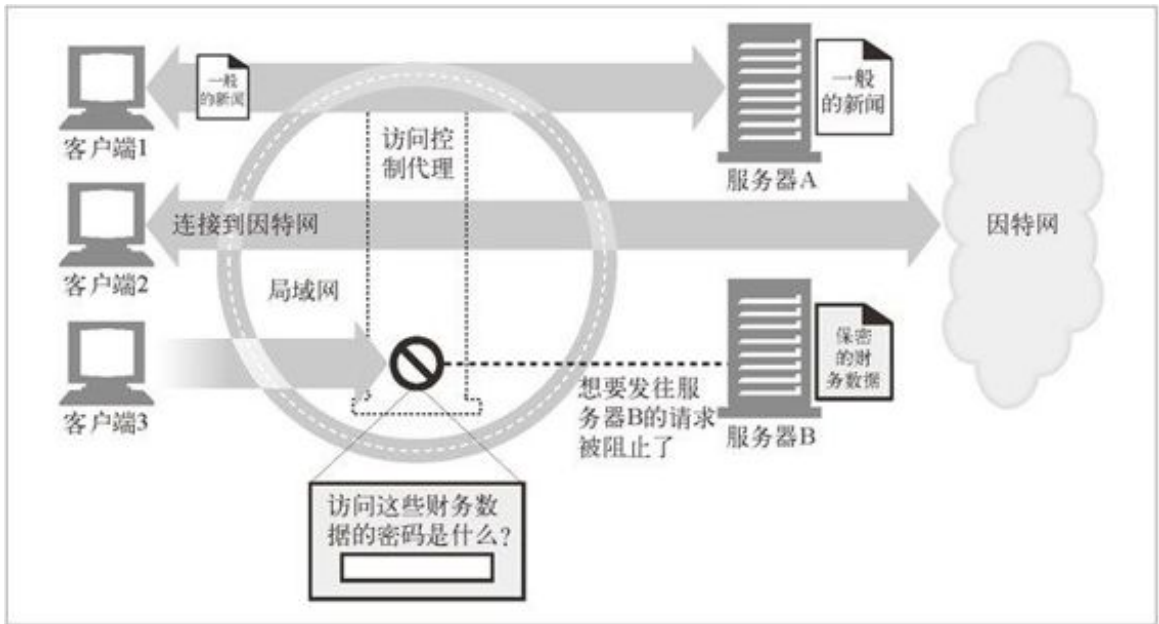 一般
的新闻
客户端1
访问控
制代理
一般
的新闻
服务器A
连接到因特网
客户端2
因特网
局域网
客户端3
保密
的财
务数据
想要发往服
务器B的请求
被阻止了
服务器B
访问这些财务数
据的密码是什么?